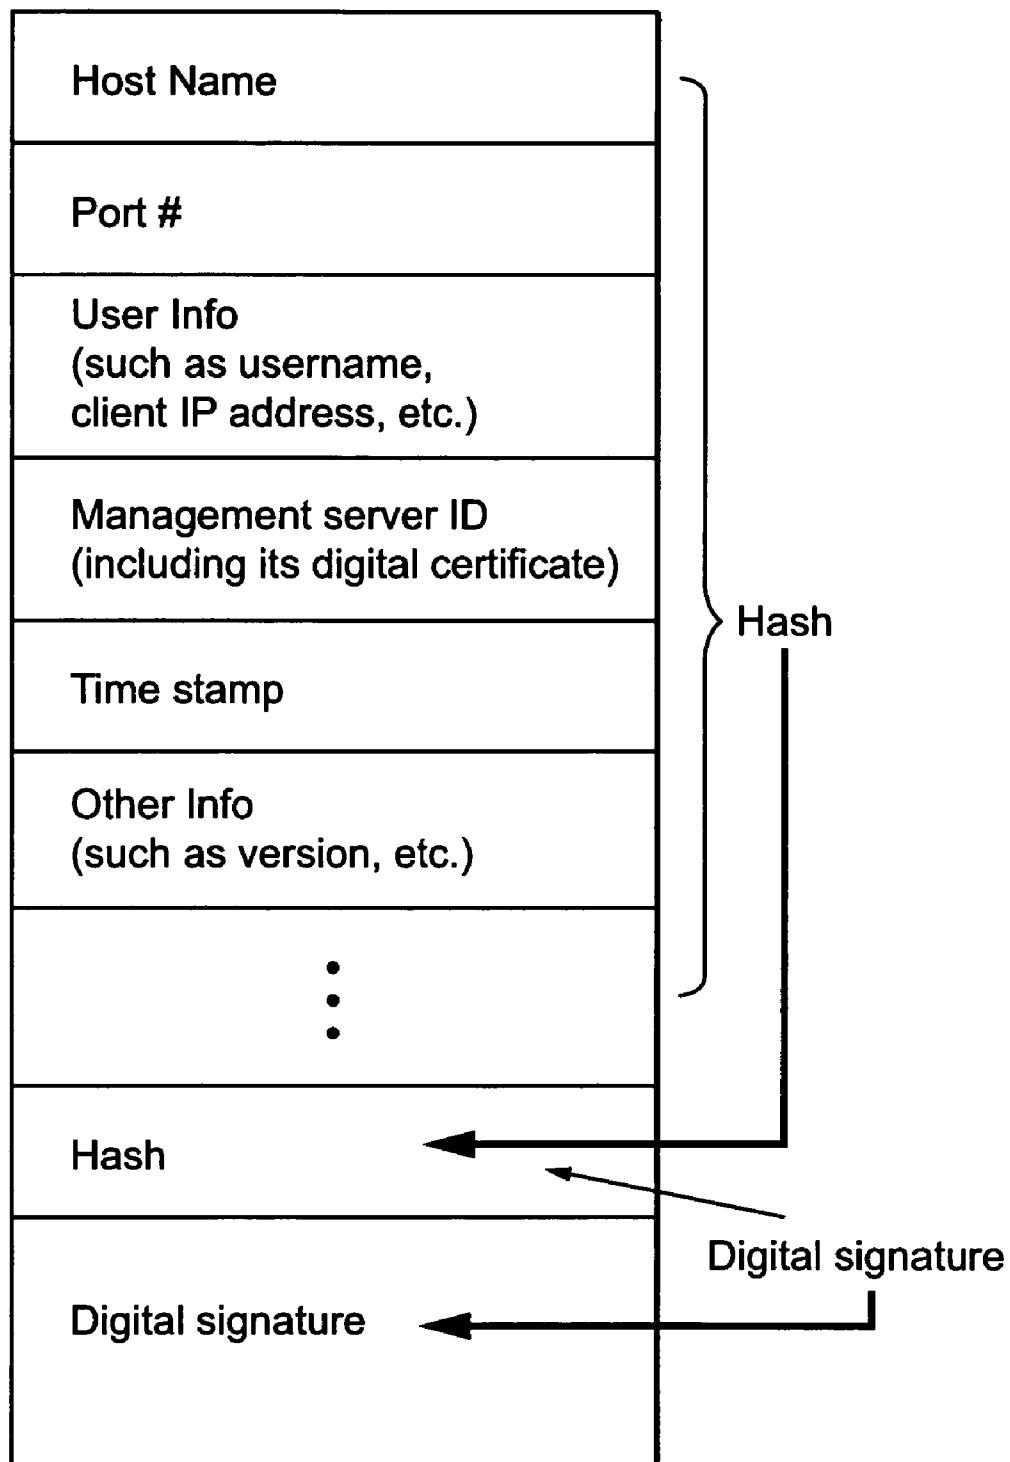 Host Name
Port #
User Info
(such as username,
client IP address, etc.)
Management server ID
(including its digital certificate)
Hash
Time stamp
Other Info
(such as version, etc.)
Hash
Digital signature
Digital signature